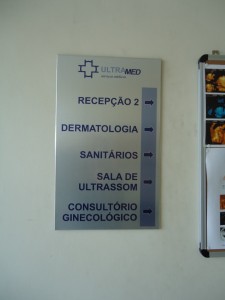 ULTRAMED
RECEPÇÃO 2
DERMATOLOGIA
SANITÁRIOS
SALA DE
ULTRASSOM
CONSULTÓRIO
GINECOLÓGICO